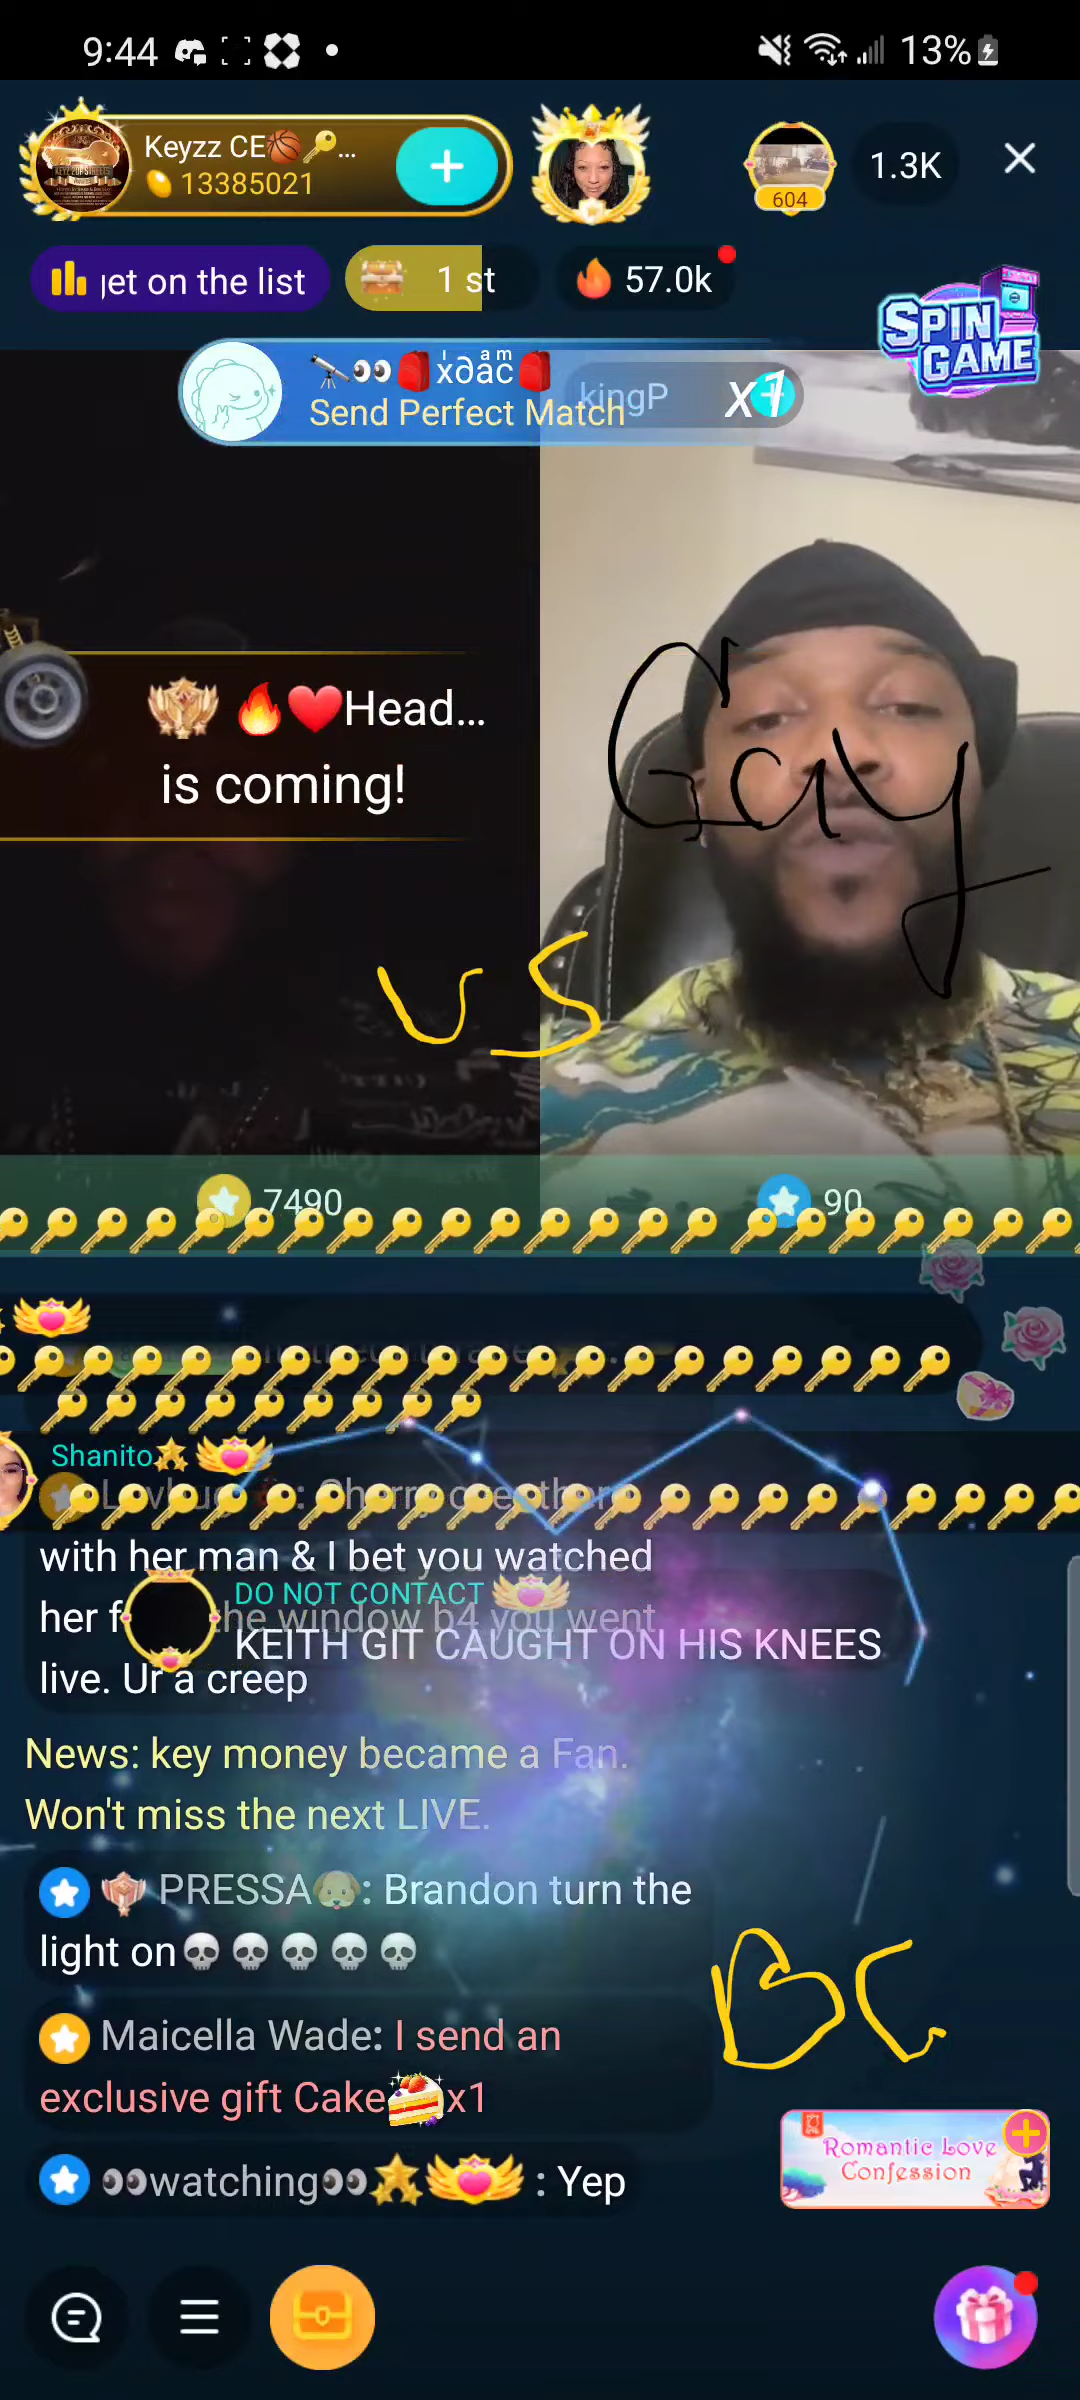 9:44
13%
Keyzz CE🏀🔑...
13385021
604
1.3K
get on the list
1 st
57.0k
SPIN GAME
Send Perfect Match
kingP
x1
🔥❤️Head...
is coming!
Gay
VS
7490
90
Shanito
with her man & I bet you watched
her the window b4 you went
live. Ur a creep
DO NOT CONTACT
KEITH GIT CAUGHT ON HIS KNEES
News: key money became a Fan.
Won't miss the next LIVE.
PRESSA🐶: Brandon turn the
light on💀💀💀💀💀
BC
Maicella Wade: I send an
exclusive gift Cake🍰x1
👀watching👀: Yep
Romantic Love
Confession